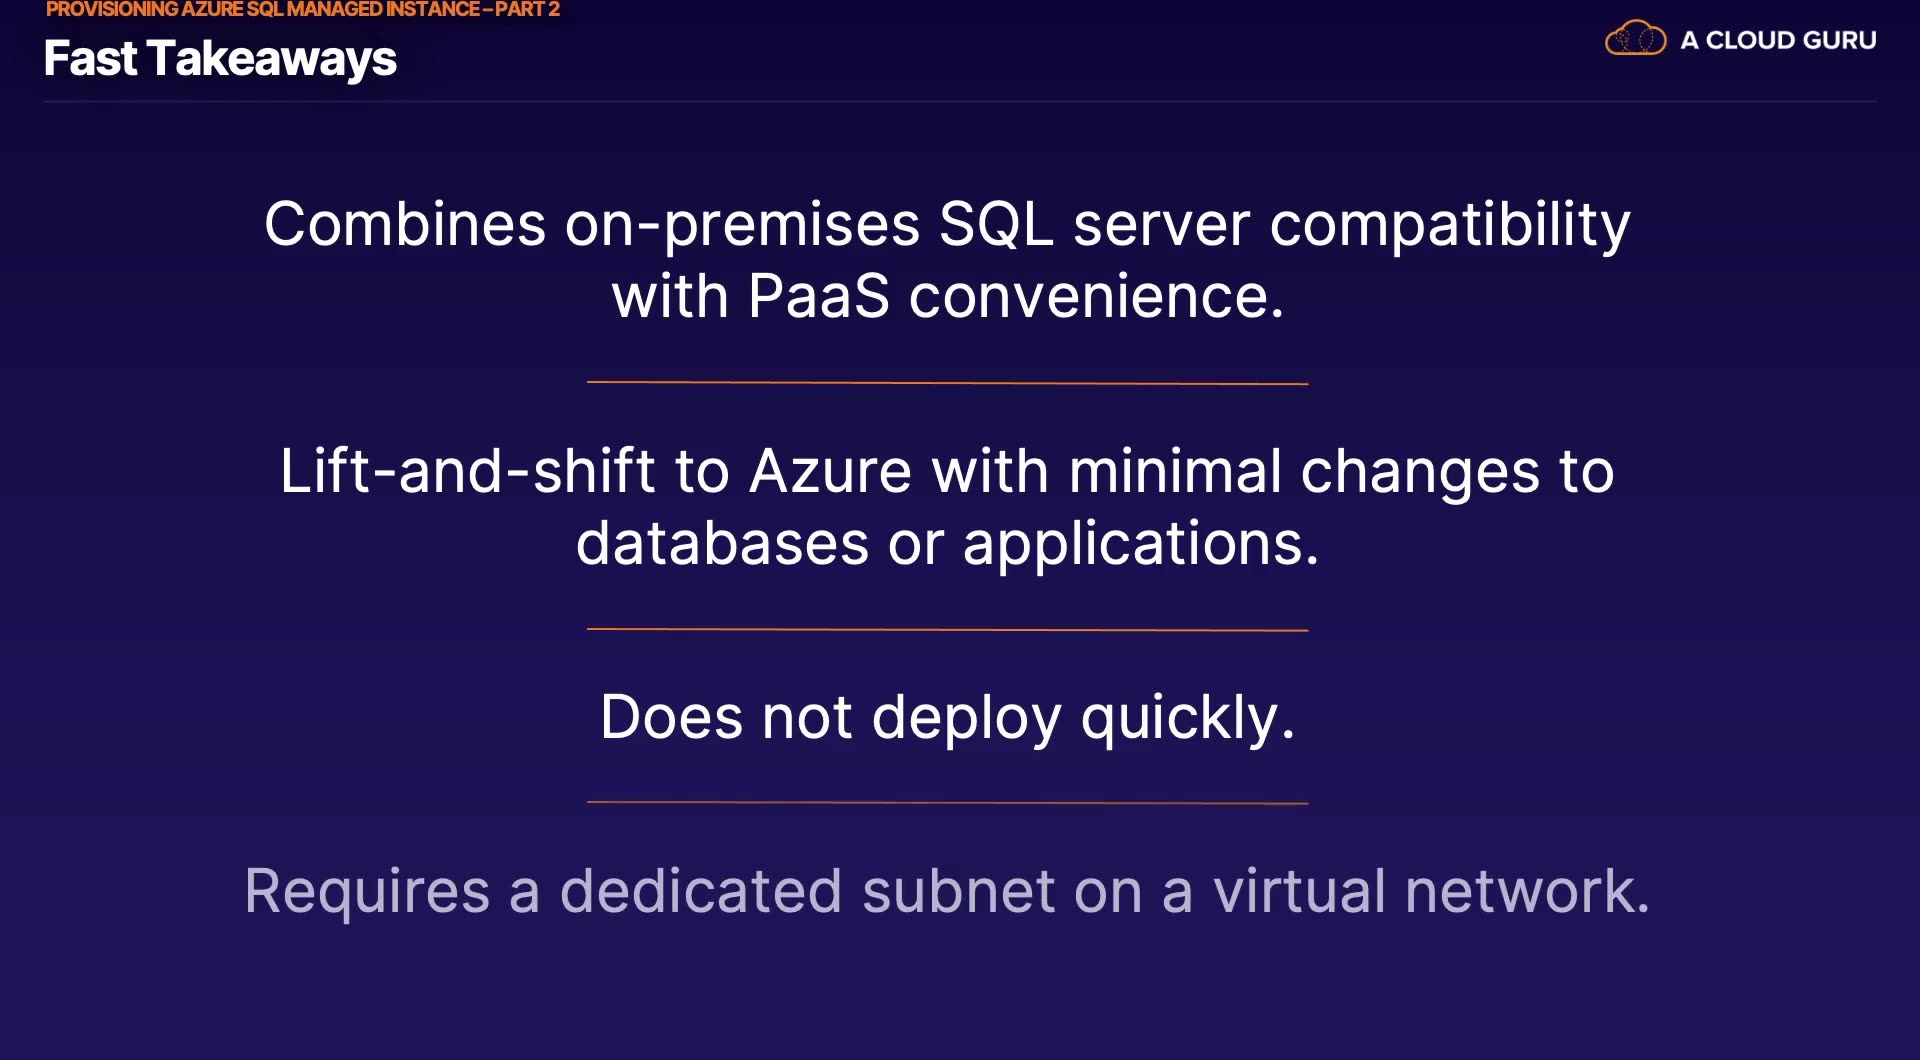 PROVISIONING AZURE SQL MANAGED INSTANCE – PART 2
Fast Takeaways
A CLOUD GURU
Combines on-premises SQL server compatibility
with PaaS convenience.
Lift-and-shift to Azure with minimal changes to
databases or applications.
Does not deploy quickly.
Requires a dedicated subnet on a virtual network.